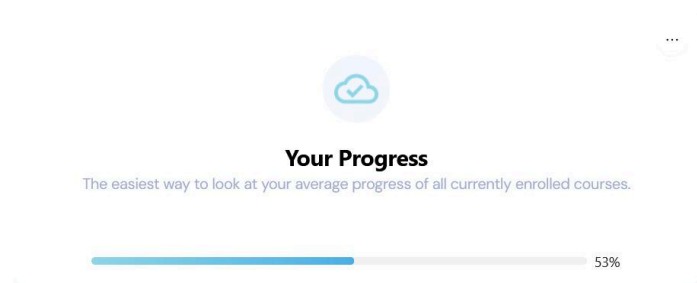 ...
Your Progress
The easiest way to look at your average progress of all currently enrolled courses.
53%